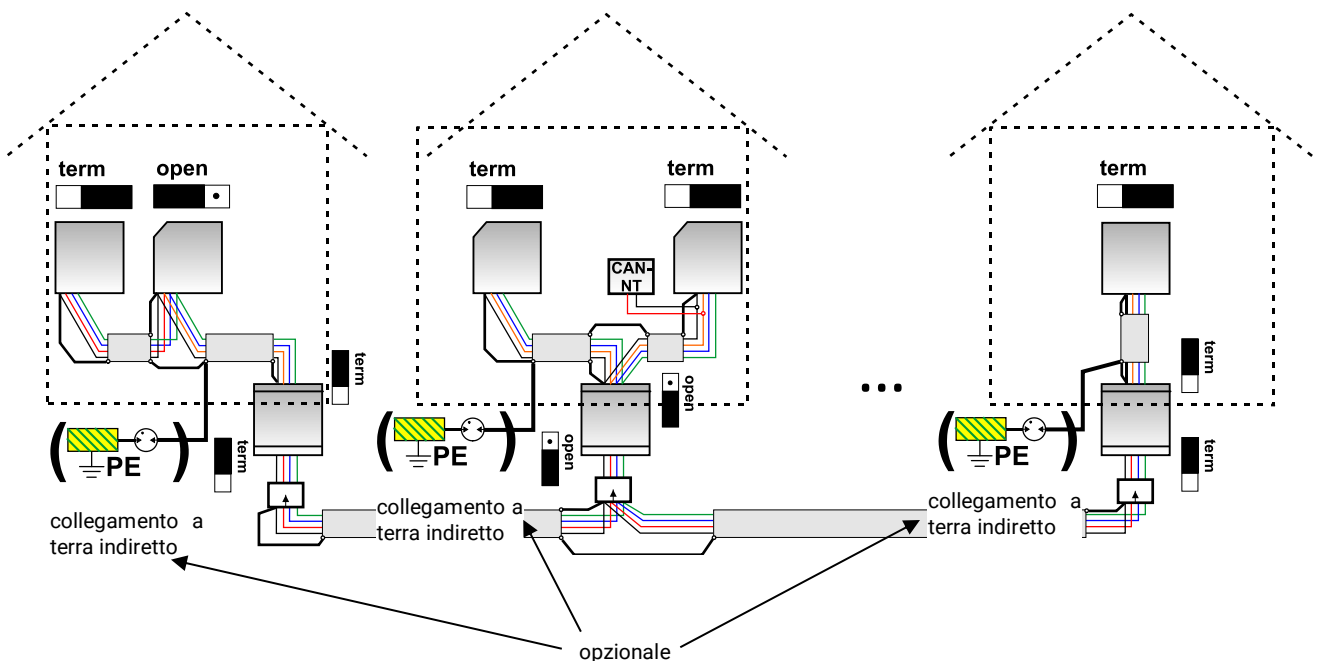 term
open
term
term
term
CAN-
NT
term
open
term
...
( PE )
term
( PE )
open
( PE )
term
collegamento a
terra indiretto
collegamento a
terra indiretto
collegamento a
terra indiretto
opzionale